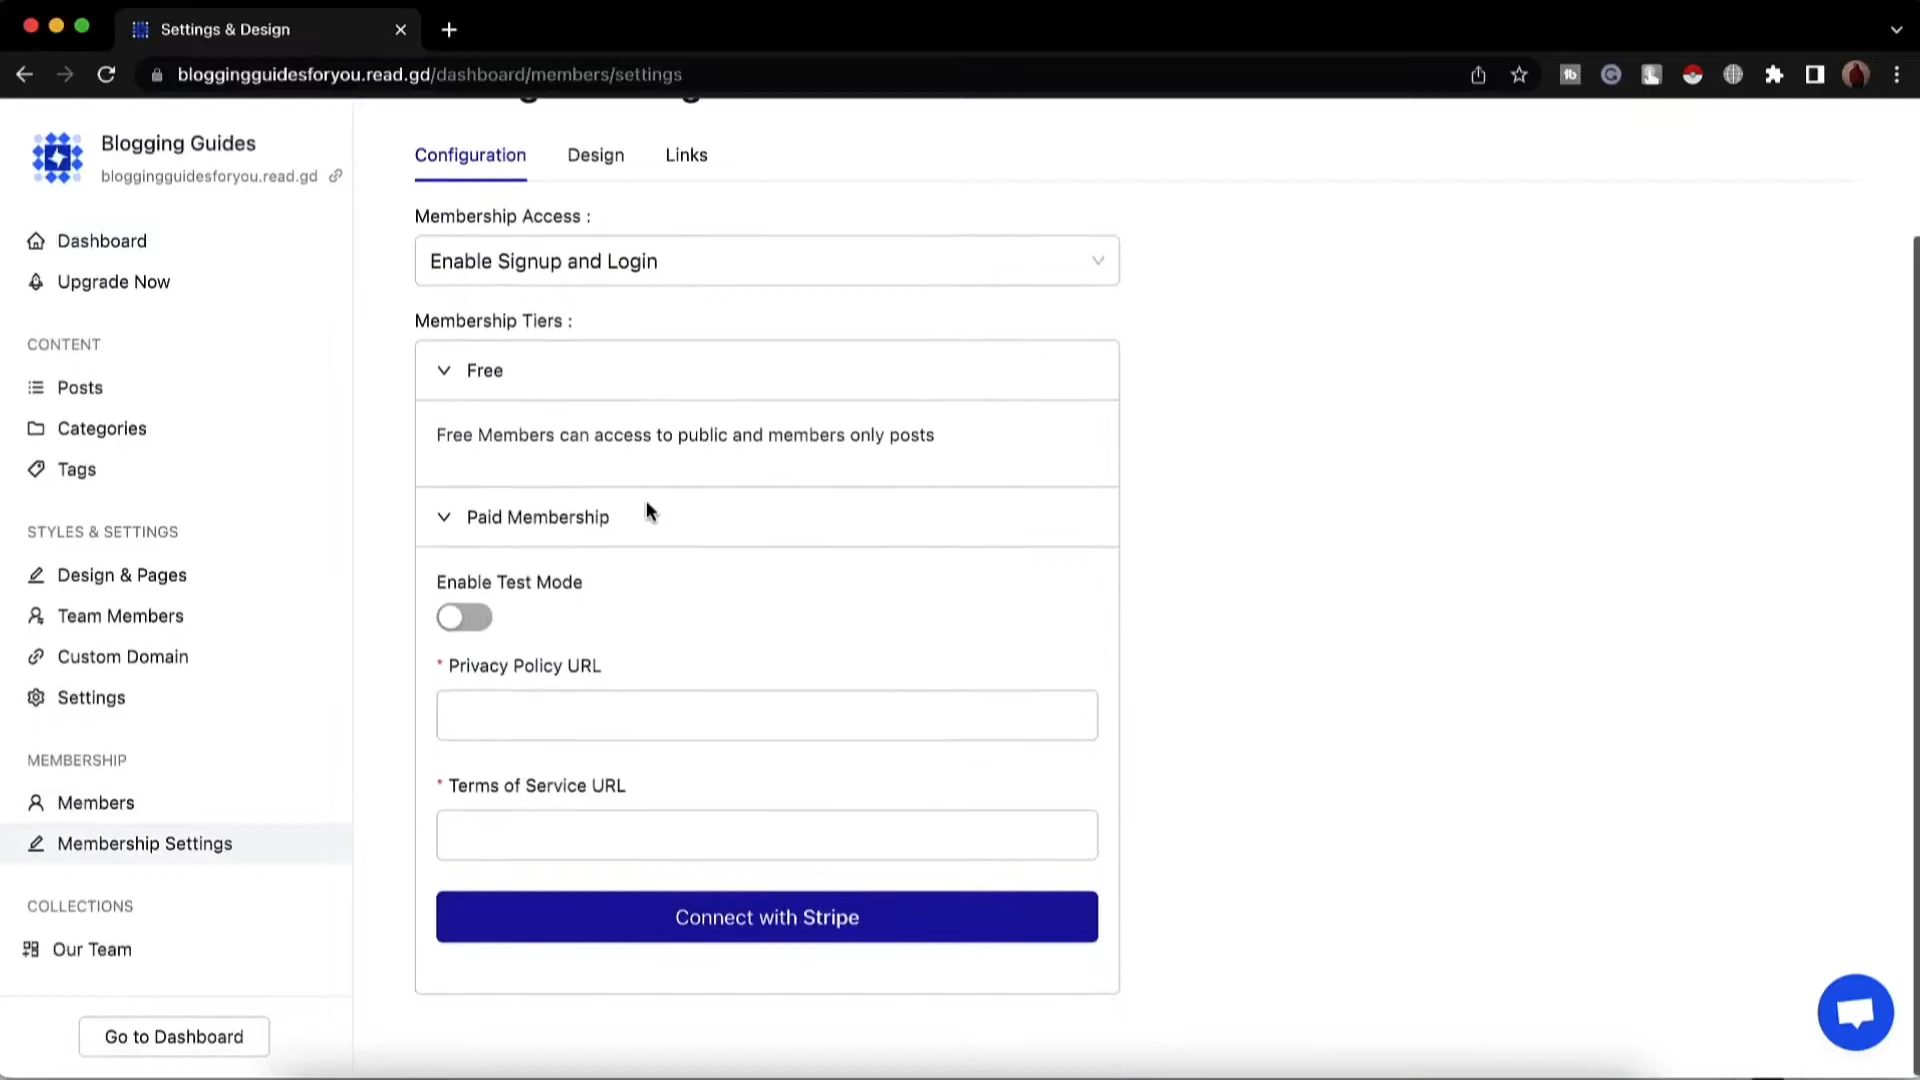 Settings & Design
bloggingguidesforyou.read.gd/dashboard/members/settings
Blogging Guides
bloggingguidesforyou.read.gd
Dashboard
Upgrade Now
CONTENT
Posts
Categories
Tags
STYLES & SETTINGS
Design & Pages
Team Members
Custom Domain
Settings
MEMBERSHIP
Members
Membership Settings
COLLECTIONS
Our Team
Go to Dashboard
Configuration Design Links
Membership Access :
Enable Signup and Login
Membership Tiers :
Free
Free Members can access to public and members only posts
Paid Membership
Enable Test Mode
* Privacy Policy URL
* Terms of Service URL
Connect with Stripe